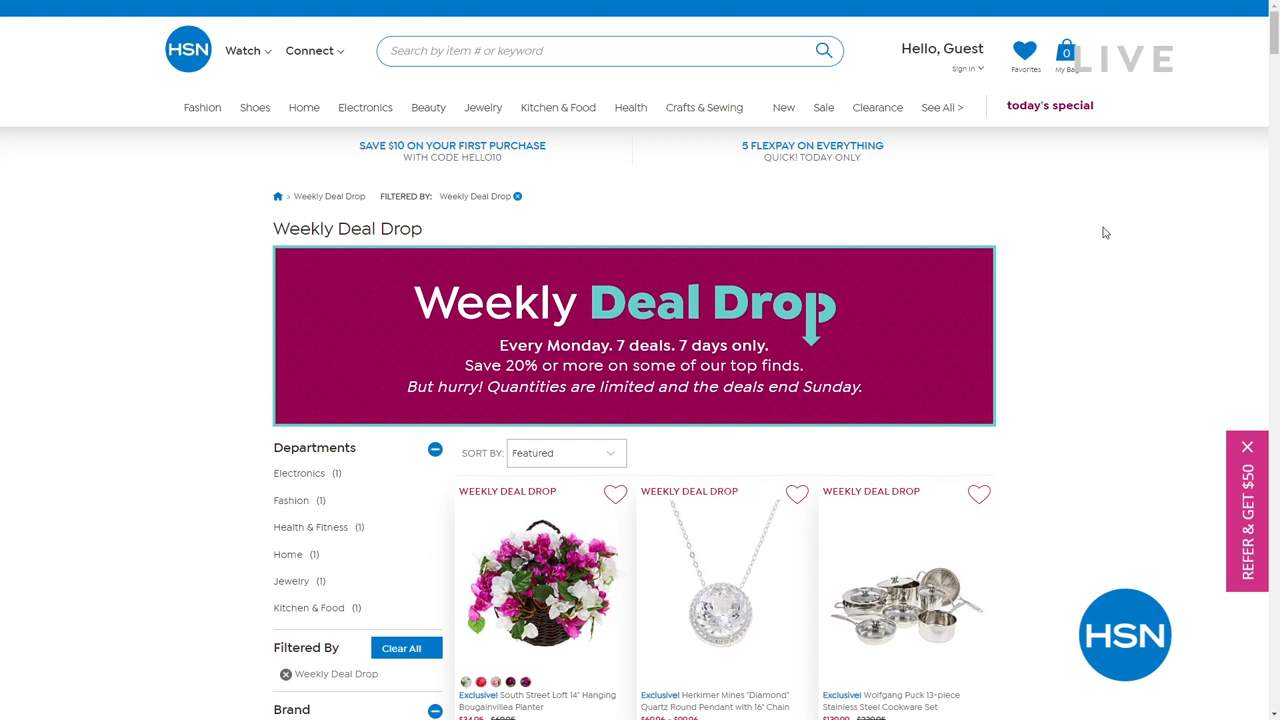 HSN
Watch
Connect
Search by item # or keyword
Hello, Guest
Sign In
Favorites
0
My Ba
LIVE
Fashion
Shoes
Home
Electronics
Beauty
Jewelry
Kitchen & Food
Health
Crafts & Sewing
New
Sale
Clearance
See All >
today's special
SAVE $10 ON YOUR FIRST PURCHASE
WITH CODE HELLO10
5 FLEXPAY ON EVERYTHING
QUICK! TODAY ONLY
> Weekly Deal Drop FILTERED BY: Weekly Deal Drop
Weekly Deal Drop
Weekly Deal Drop
Every Monday. 7 deals. 7 days only.
Save 20% or more on some of our top finds.
But hurry! Quantities are limited and the deals end Sunday.
Departments
Electronics (1)
Fashion (1)
Health & Fitness (1)
Home (1)
Jewelry (1)
Kitchen & Food (1)
Filtered By
Clear All
Weekly Deal Drop
Brand
SORT BY: Featured
WEEKLY DEAL DROP
Exclusive! South Street Loft 14" Hanging
Bougainvillea Planter
WEEKLY DEAL DROP
Exclusive! Herkimer Mines "Diamond"
Quartz Round Pendant with 16" Chain
WEEKLY DEAL DROP
Exclusive! Wolfgang Puck 13-piece
Stainless Steel Cookware Set
REFER & GET $50
HSN